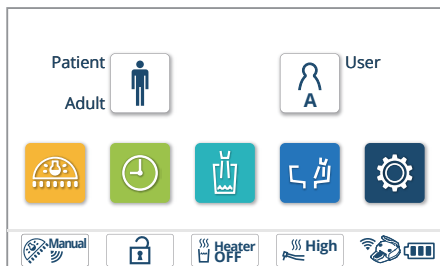 Patient
User
Adult
A
Manual
Heater
OFF
High